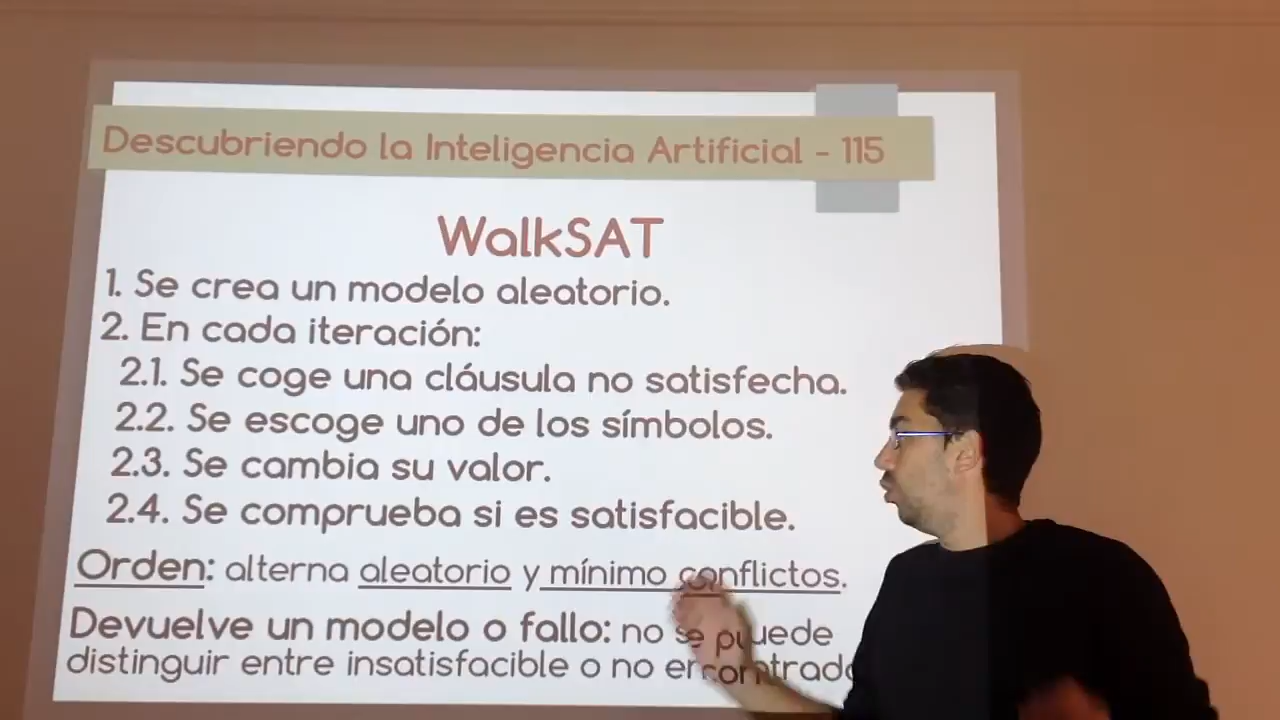 Descubriendo la Inteligencia Artificial - 115
WalkSAT
1. Se crea un modelo aleatorio.
2. En cada iteración:
2.1. Se coge una cláusula no satisfecha.
2.2. Se escoge uno de los símbolos.
2.3. Se cambia su valor.
2.4. Se comprueba si es satisfacible.
Orden: alterna aleatorio y mínimo conflictos.
Devuelve un modelo o fallo: no se puede
distinguir entre insatisfacible o no encontrado